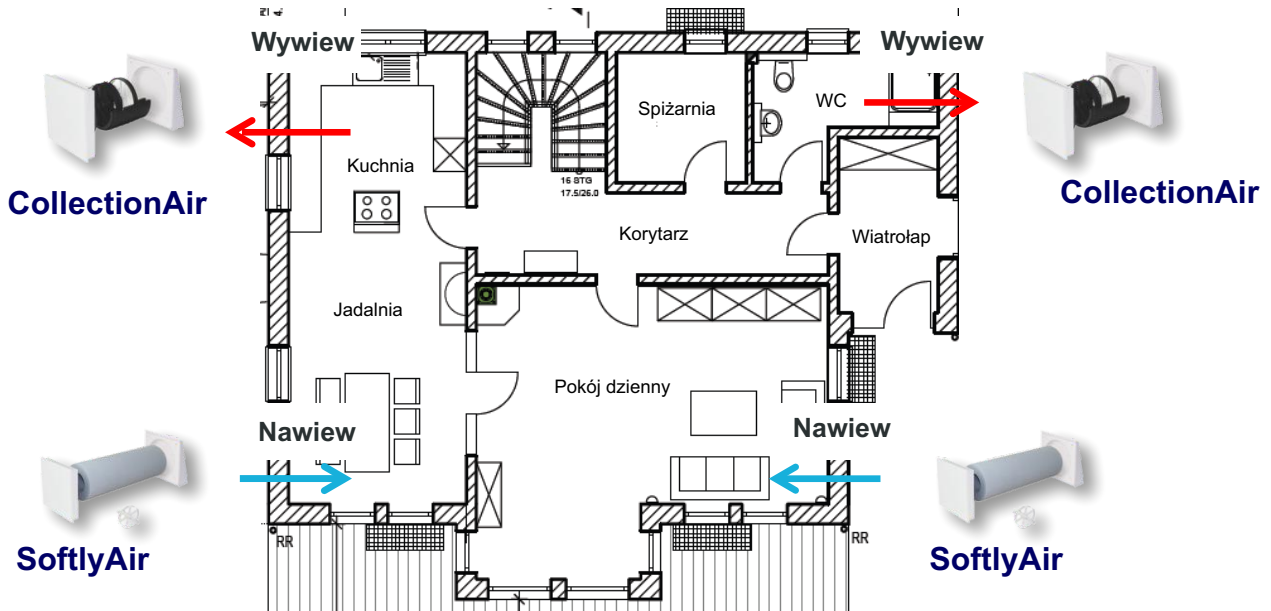 Wywiew
Wywiew
CollectionAir
CollectionAir
Kuchnia
Spiżarnia
WC
16 STG
17.5/26.0
Korytarz
Wiatrołap
Jadalnia
Pokój dzienny
Nawiew
Nawiew
SoftlyAir
SoftlyAir
RR
RR